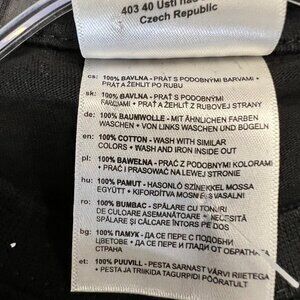 403 40 Ústí nad
Czech Republic
cs: 100% BAVLNA - PRÁT S PODOBNÝMI BARVAMI •
PRÁT A ŽEHLIT PO RUBU
sk: 100% BAVLNA - PRAŤ S PODOBNÝMI
FARBAMI • PRAŤ A ŽEHLIŤ Z RUBOVEJ STRANY
de: 100% BAUMWOLLE - MIT ÄHNLICHEN FARBEN
WASCHEN • VON LINKS WASCHEN UND BÜGELN
en: 100% COTTON - WASH WITH SIMILAR
COLORS • WASH AND IRON INSIDE OUT
pl: 100% BAWEŁNA - PRAĆ Z PODOBNYMI KOLORAMI
• PRAĆ I PRASOWAĆ NA LEWEJ STRONIE
hu: 100% PAMUT - HASONLÓ SZÍNEKKEL MOSSA
EGYÜTT • KIFORDÍTVA MOSNI ÉS VASALNI
ro: 100% BUMBAC - SPĂLARE CU TONURI
DE CULOARE ASEMĂNĂTOARE • NECESITĂ
SPĂLARE ȘI CĂLCARE ÎNTORS PE DOS
bg: 100% ПАМУК - ДА СЕ ПЕРЕ С ПОДОБНИ
ЦВЕТОВЕ • ДА СЕ ПЕРЕ И ГЛАДИ ОТ ОБРАТНАТА
СТРАНА
et: 100% PUUVILL - PESTA SARNAST VÄRVI RIIETEGA
• PESTA JA TRIIKIDA TAGURPIDI PÖÖRATULT